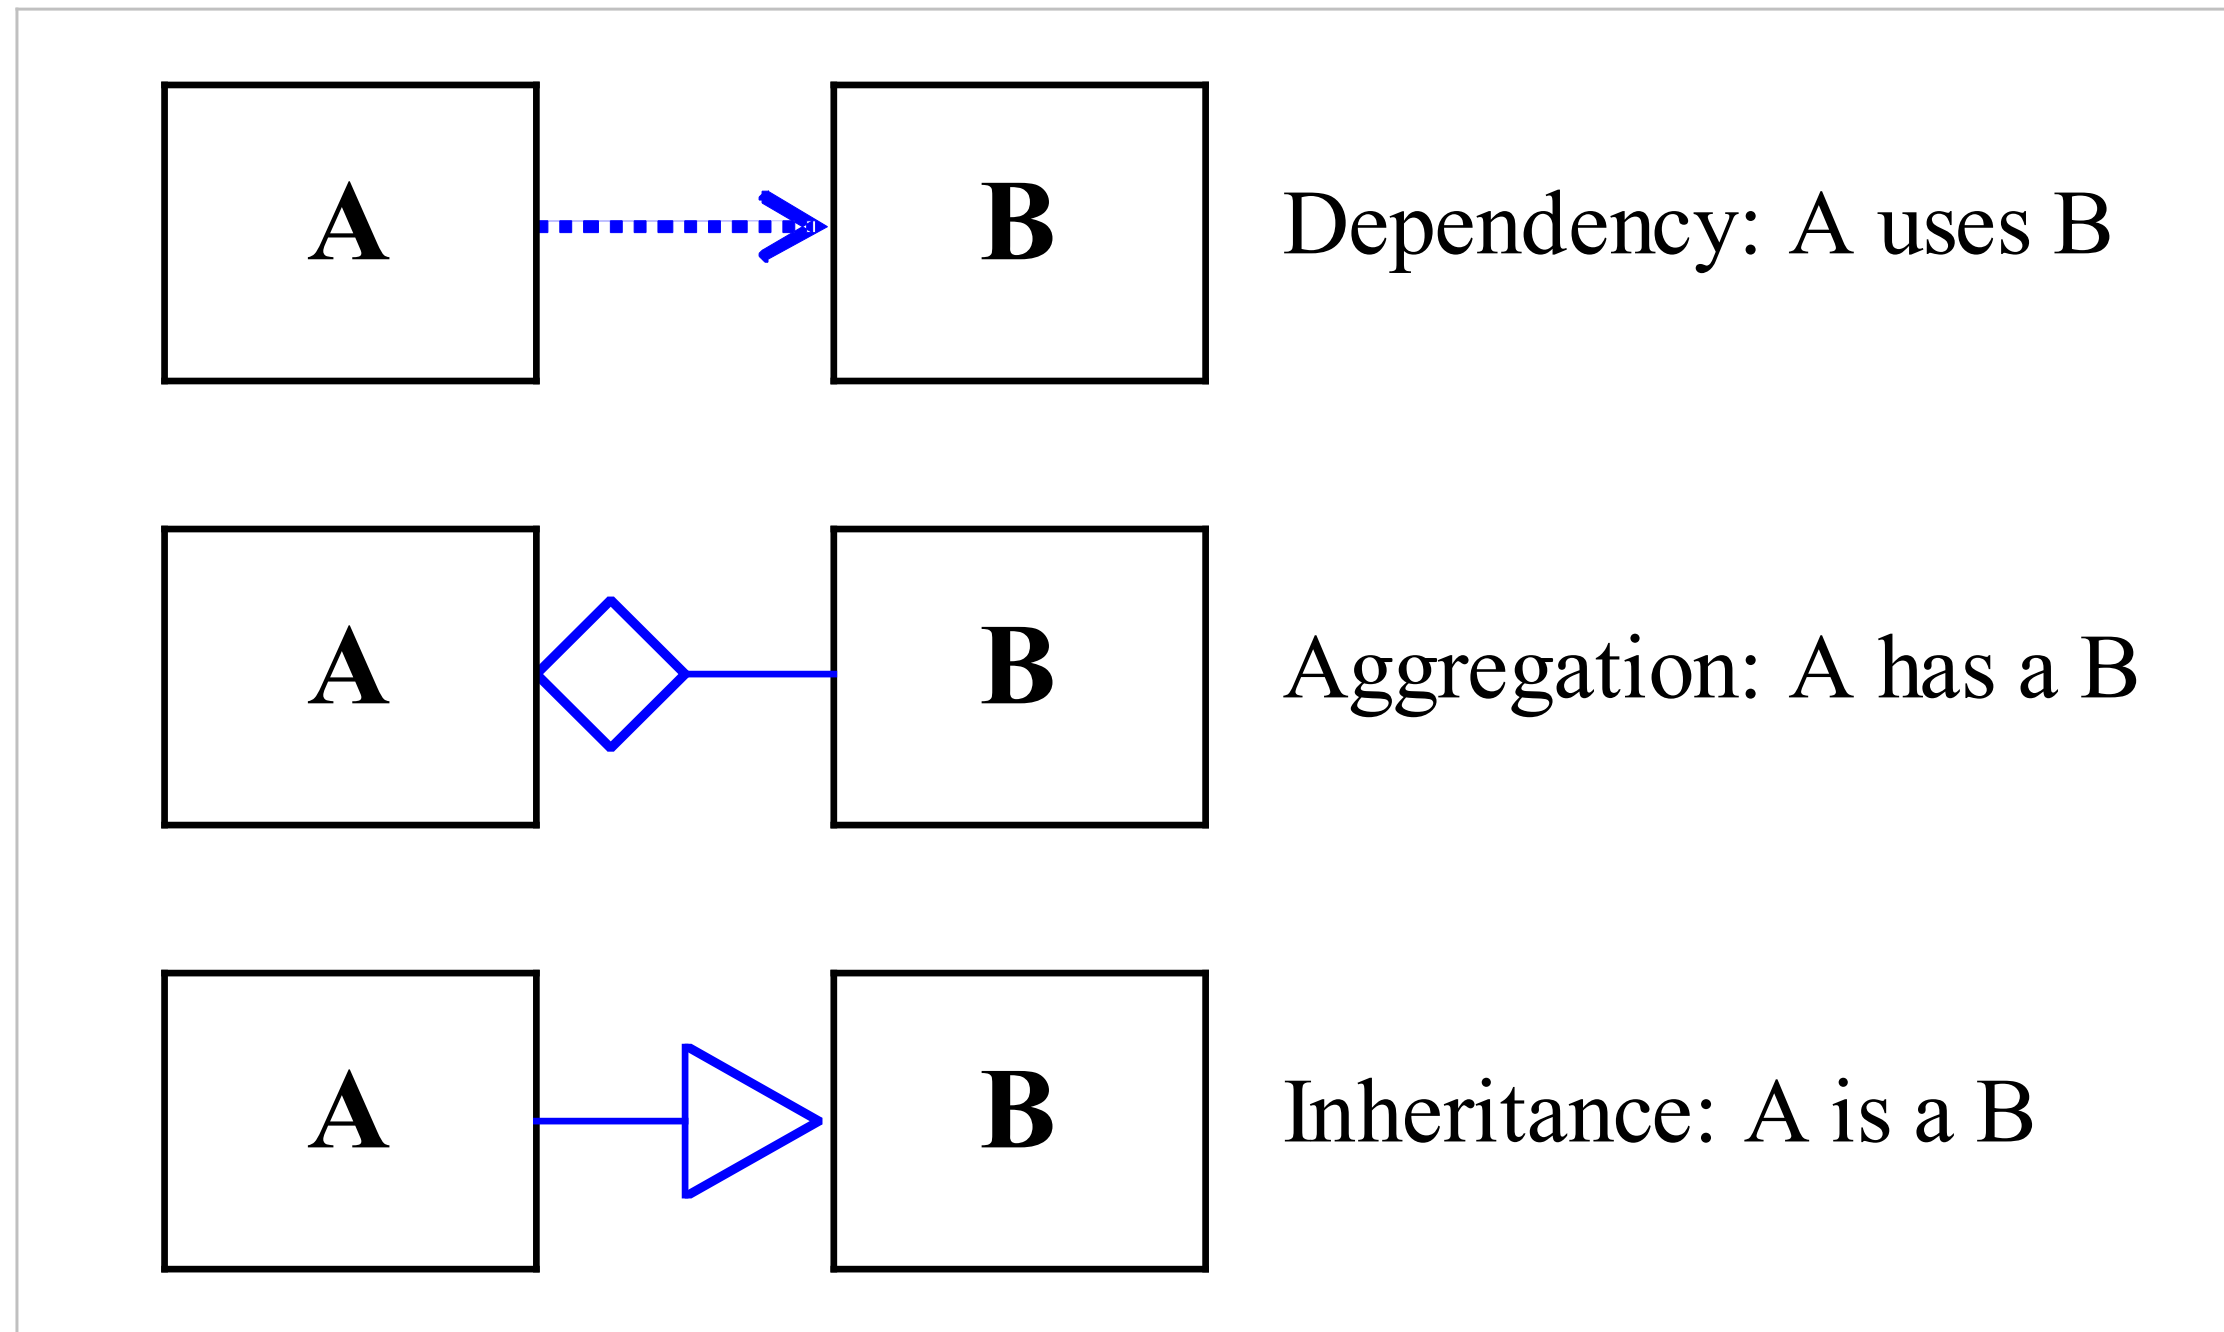 A B Dependency: A uses B
A B Aggregation: A has a B
A B Inheritance: A is a B